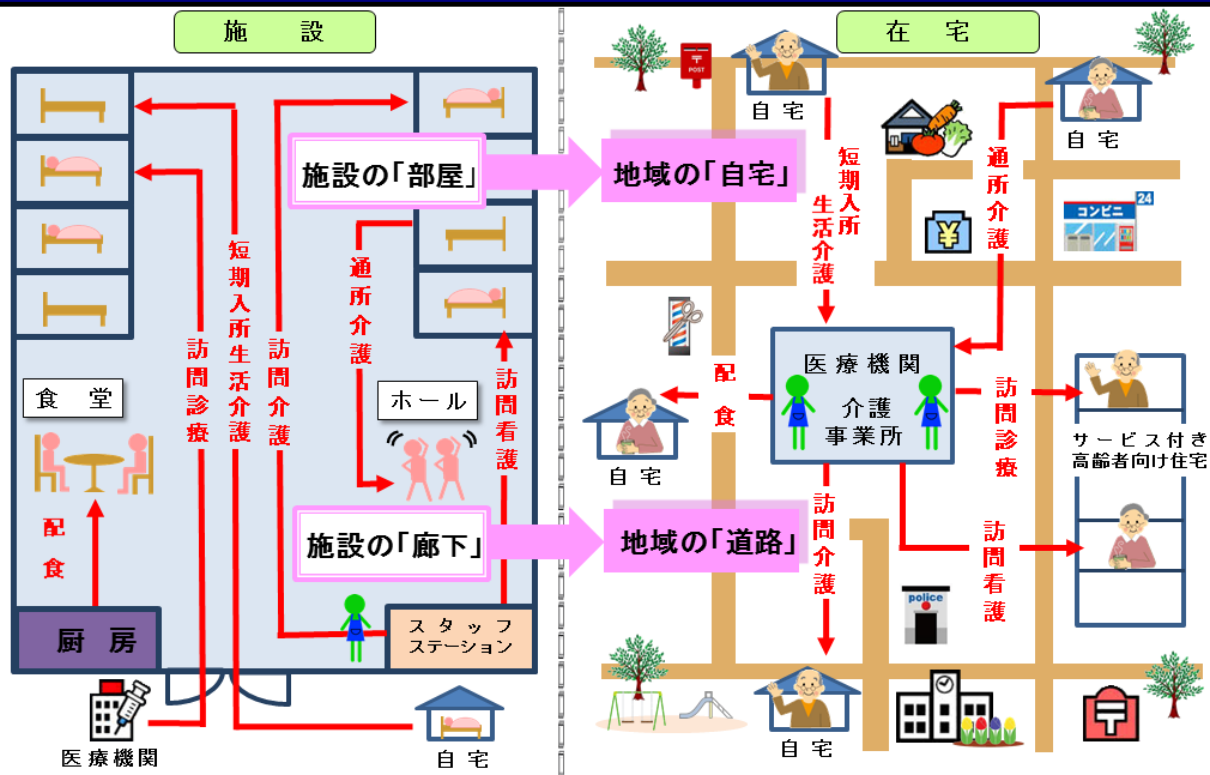 施設
施設の「部屋」
短期入所生活介護
訪問介護
訪問診療
通所介護
訪問看護
食堂
ホール
配食
施設の「廊下」
厨房
スタッフ
ステーション
医療機関
自宅
在宅
〒
POST
自宅
自宅
地域の「自宅」
短期入所
生活介護
通所介護
¥
コンビニ
24
医療機関
介護
事業所
配食
訪問診療
自宅
サービス付き
高齢者向け住宅
地域の「道路」
訪問介護
訪問看護
police
自宅
〒